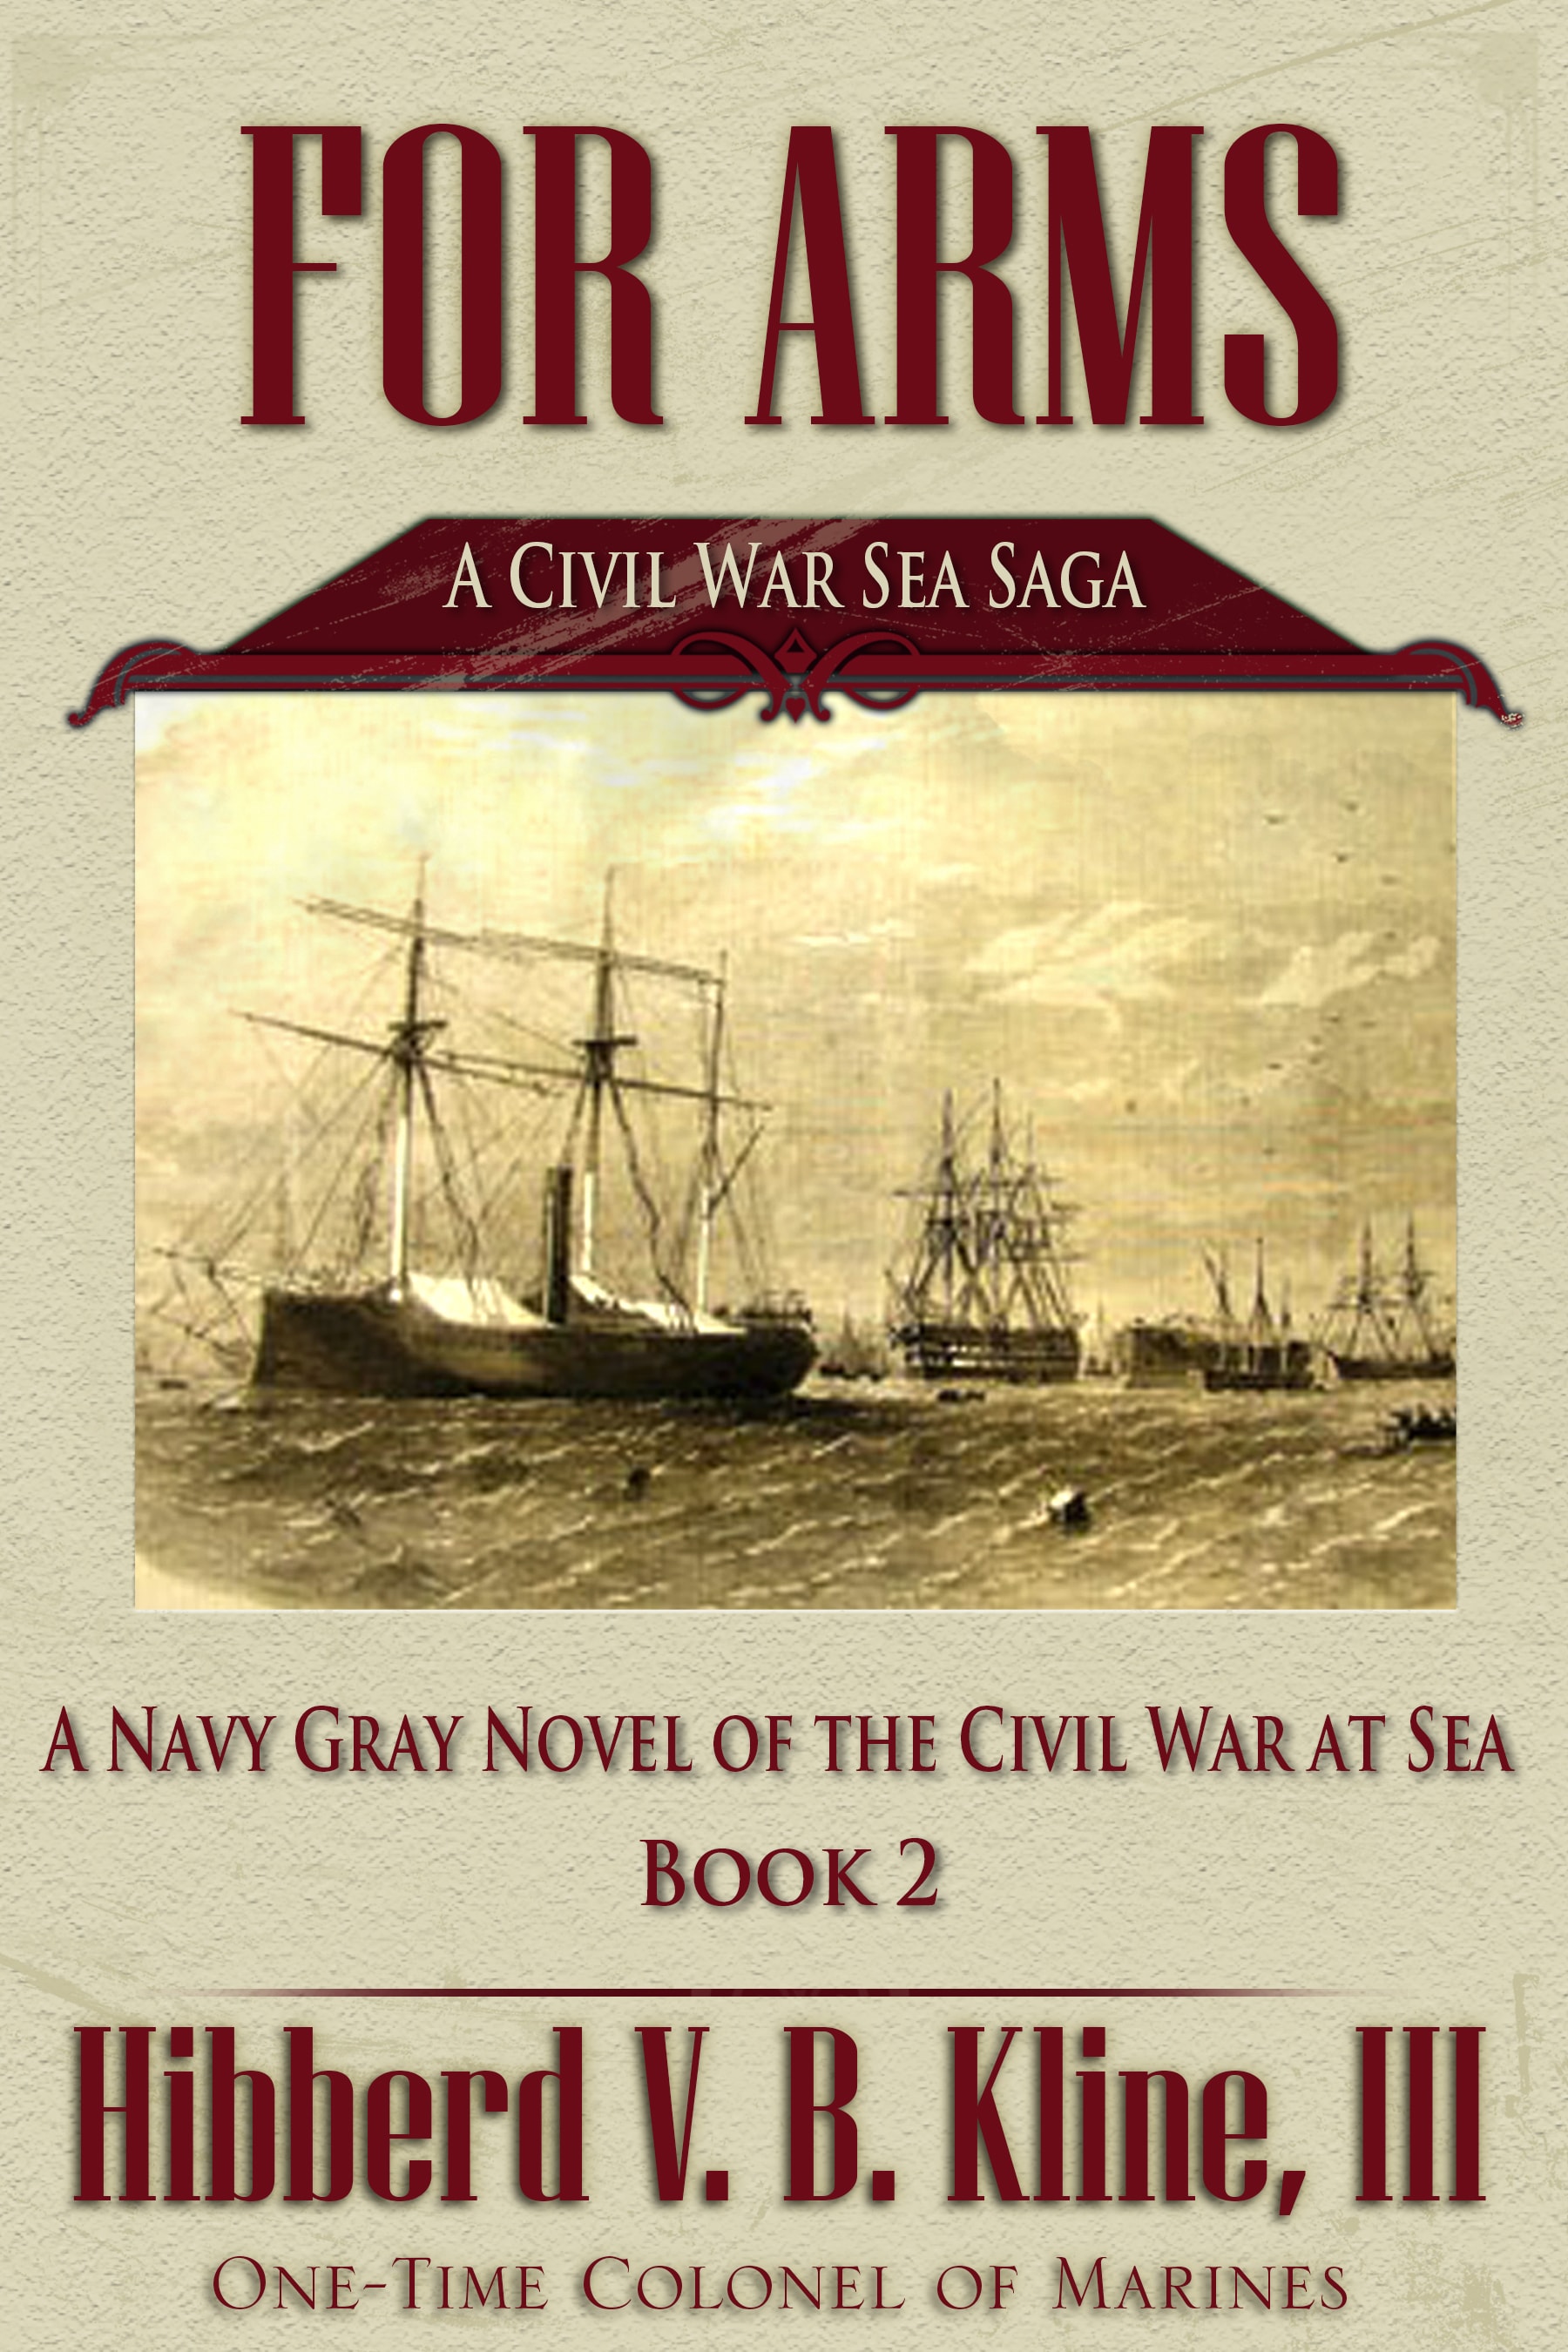 FOR ARMS
A CIVIL WAR SEA SAGA
A NAVY GRAY NOVEL OF THE CIVIL WAR AT SEA
BOOK 2
Hibberd V. B. Kline, III
ONE-TIME COLONEL OF MARINES